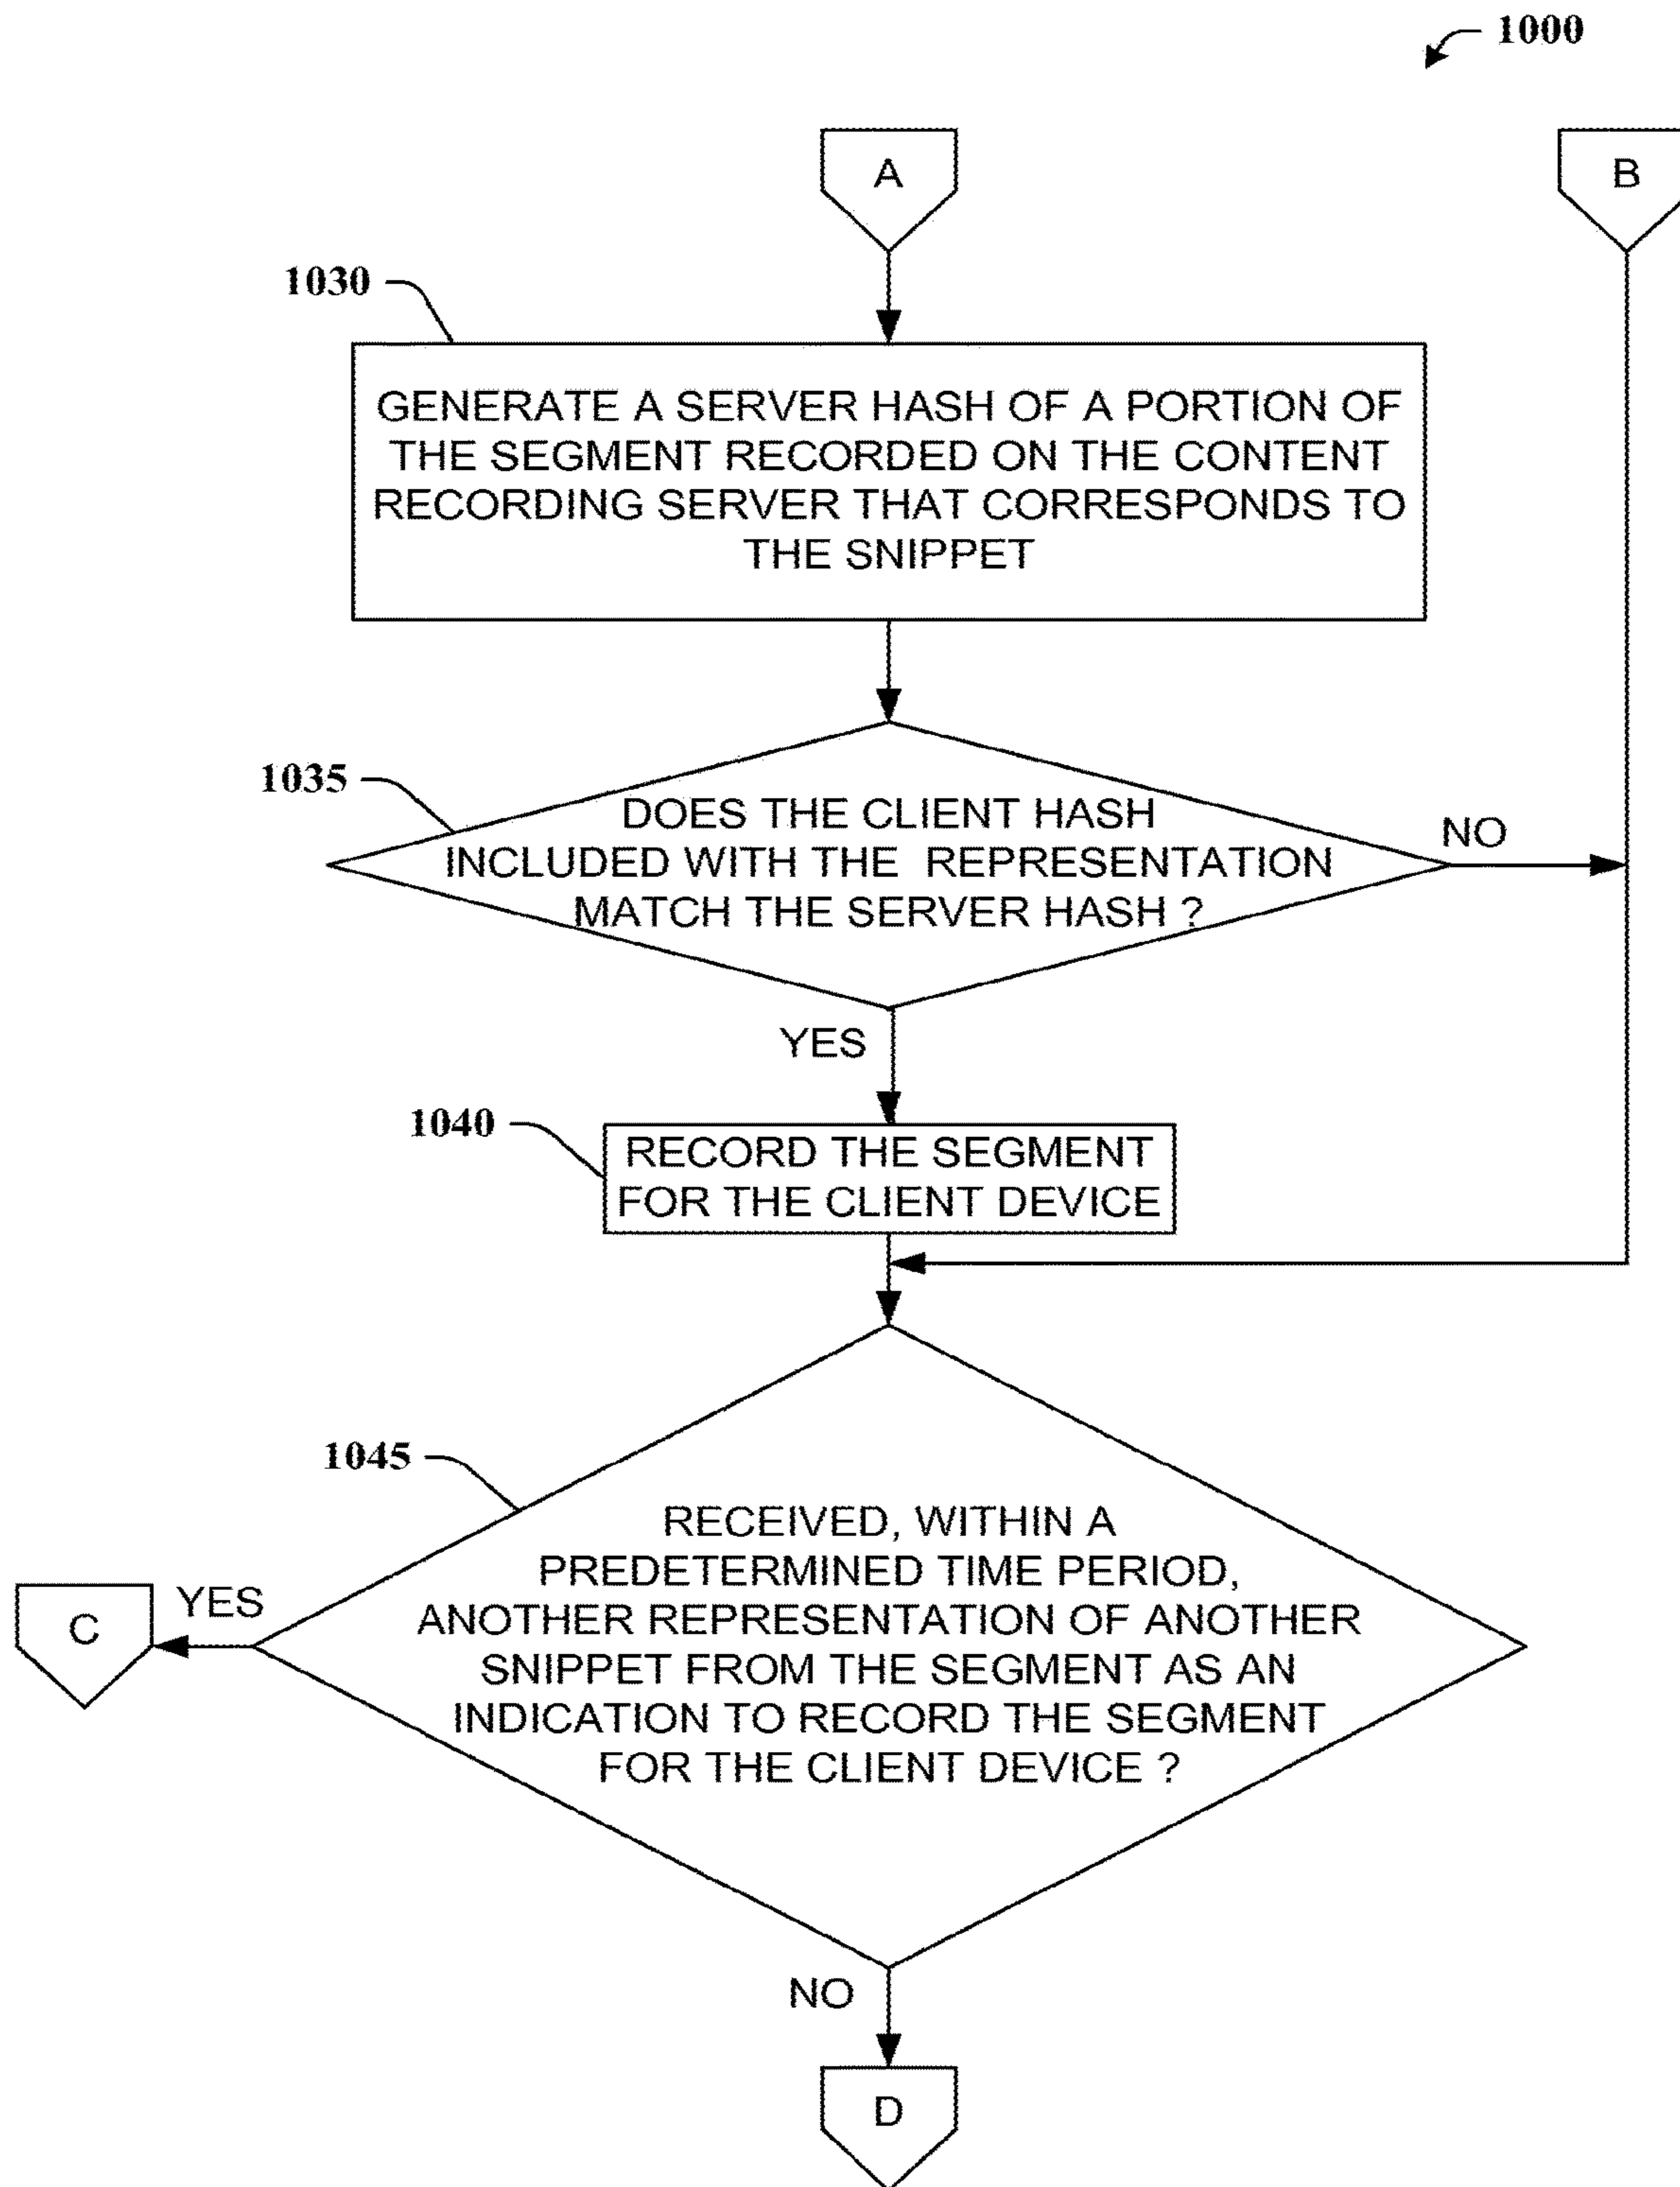 1000
A
B
1030
GENERATE A SERVER HASH OF A PORTION OF
THE SEGMENT RECORDED ON THE CONTENT
RECORDING SERVER THAT CORRESPONDS TO
THE SNIPPET
1035
DOES THE CLIENT HASH
INCLUDED WITH THE REPRESENTATION
MATCH THE SERVER HASH ?
NO
YES
1040
RECORD THE SEGMENT
FOR THE CLIENT DEVICE
1045
RECEIVED, WITHIN A
PREDETERMINED TIME PERIOD,
ANOTHER REPRESENTATION OF ANOTHER
SNIPPET FROM THE SEGMENT AS AN
INDICATION TO RECORD THE SEGMENT
FOR THE CLIENT DEVICE ?
YES
C
NO
D